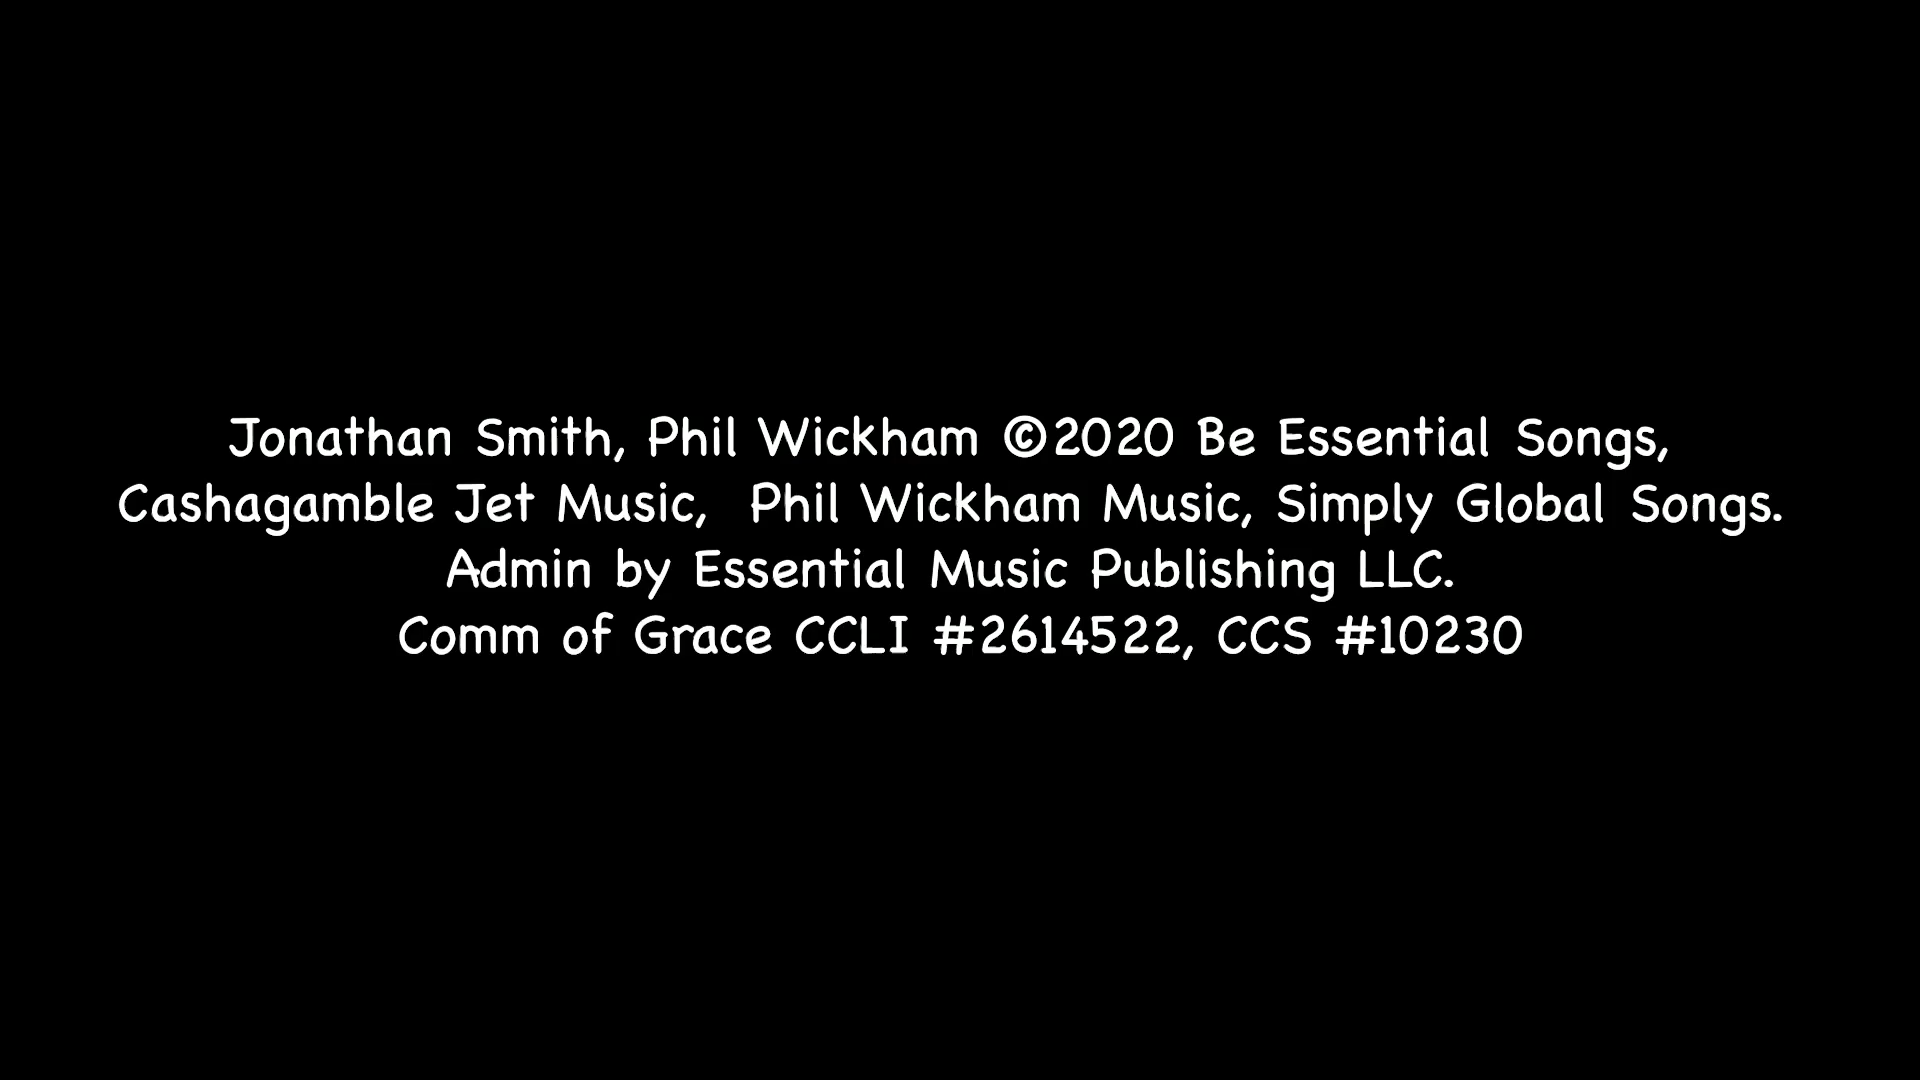 Jonathan Smith, Phil Wickham ©2020 Be Essential Songs,
Cashagamble Jet Music,  Phil Wickham Music, Simply Global Songs.
Admin by Essential Music Publishing LLC.
Comm of Grace CCLI #2614522, CCS #10230